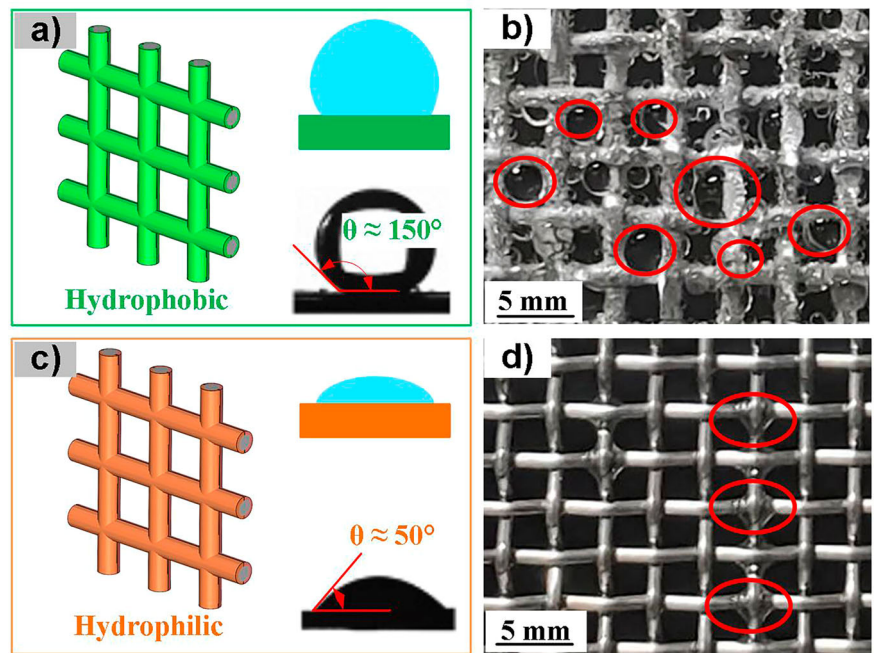 a)
θ ≈ 150°
Hydrophobic
b)
5 mm
c)
θ ≈ 50°
Hydrophilic
d)
5 mm